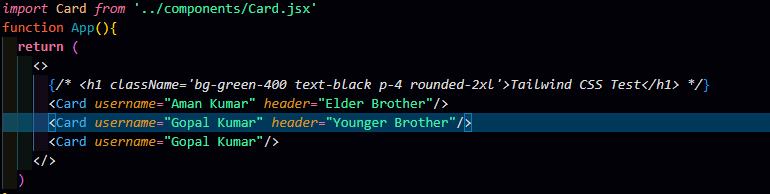 import Card from '../components/Card.jsx'
function App(){
return (
<>
{/* <h1 className='bg-green-400 text-black p-4 rounded-2xl'>Tailwind CSS Test</h1> */}
<Card username="Aman Kumar" header="Elder Brother"/>
<Card username="Gopal Kumar" header="Younger Brother"/>
<Card username="Gopal Kumar"/>
</>
)